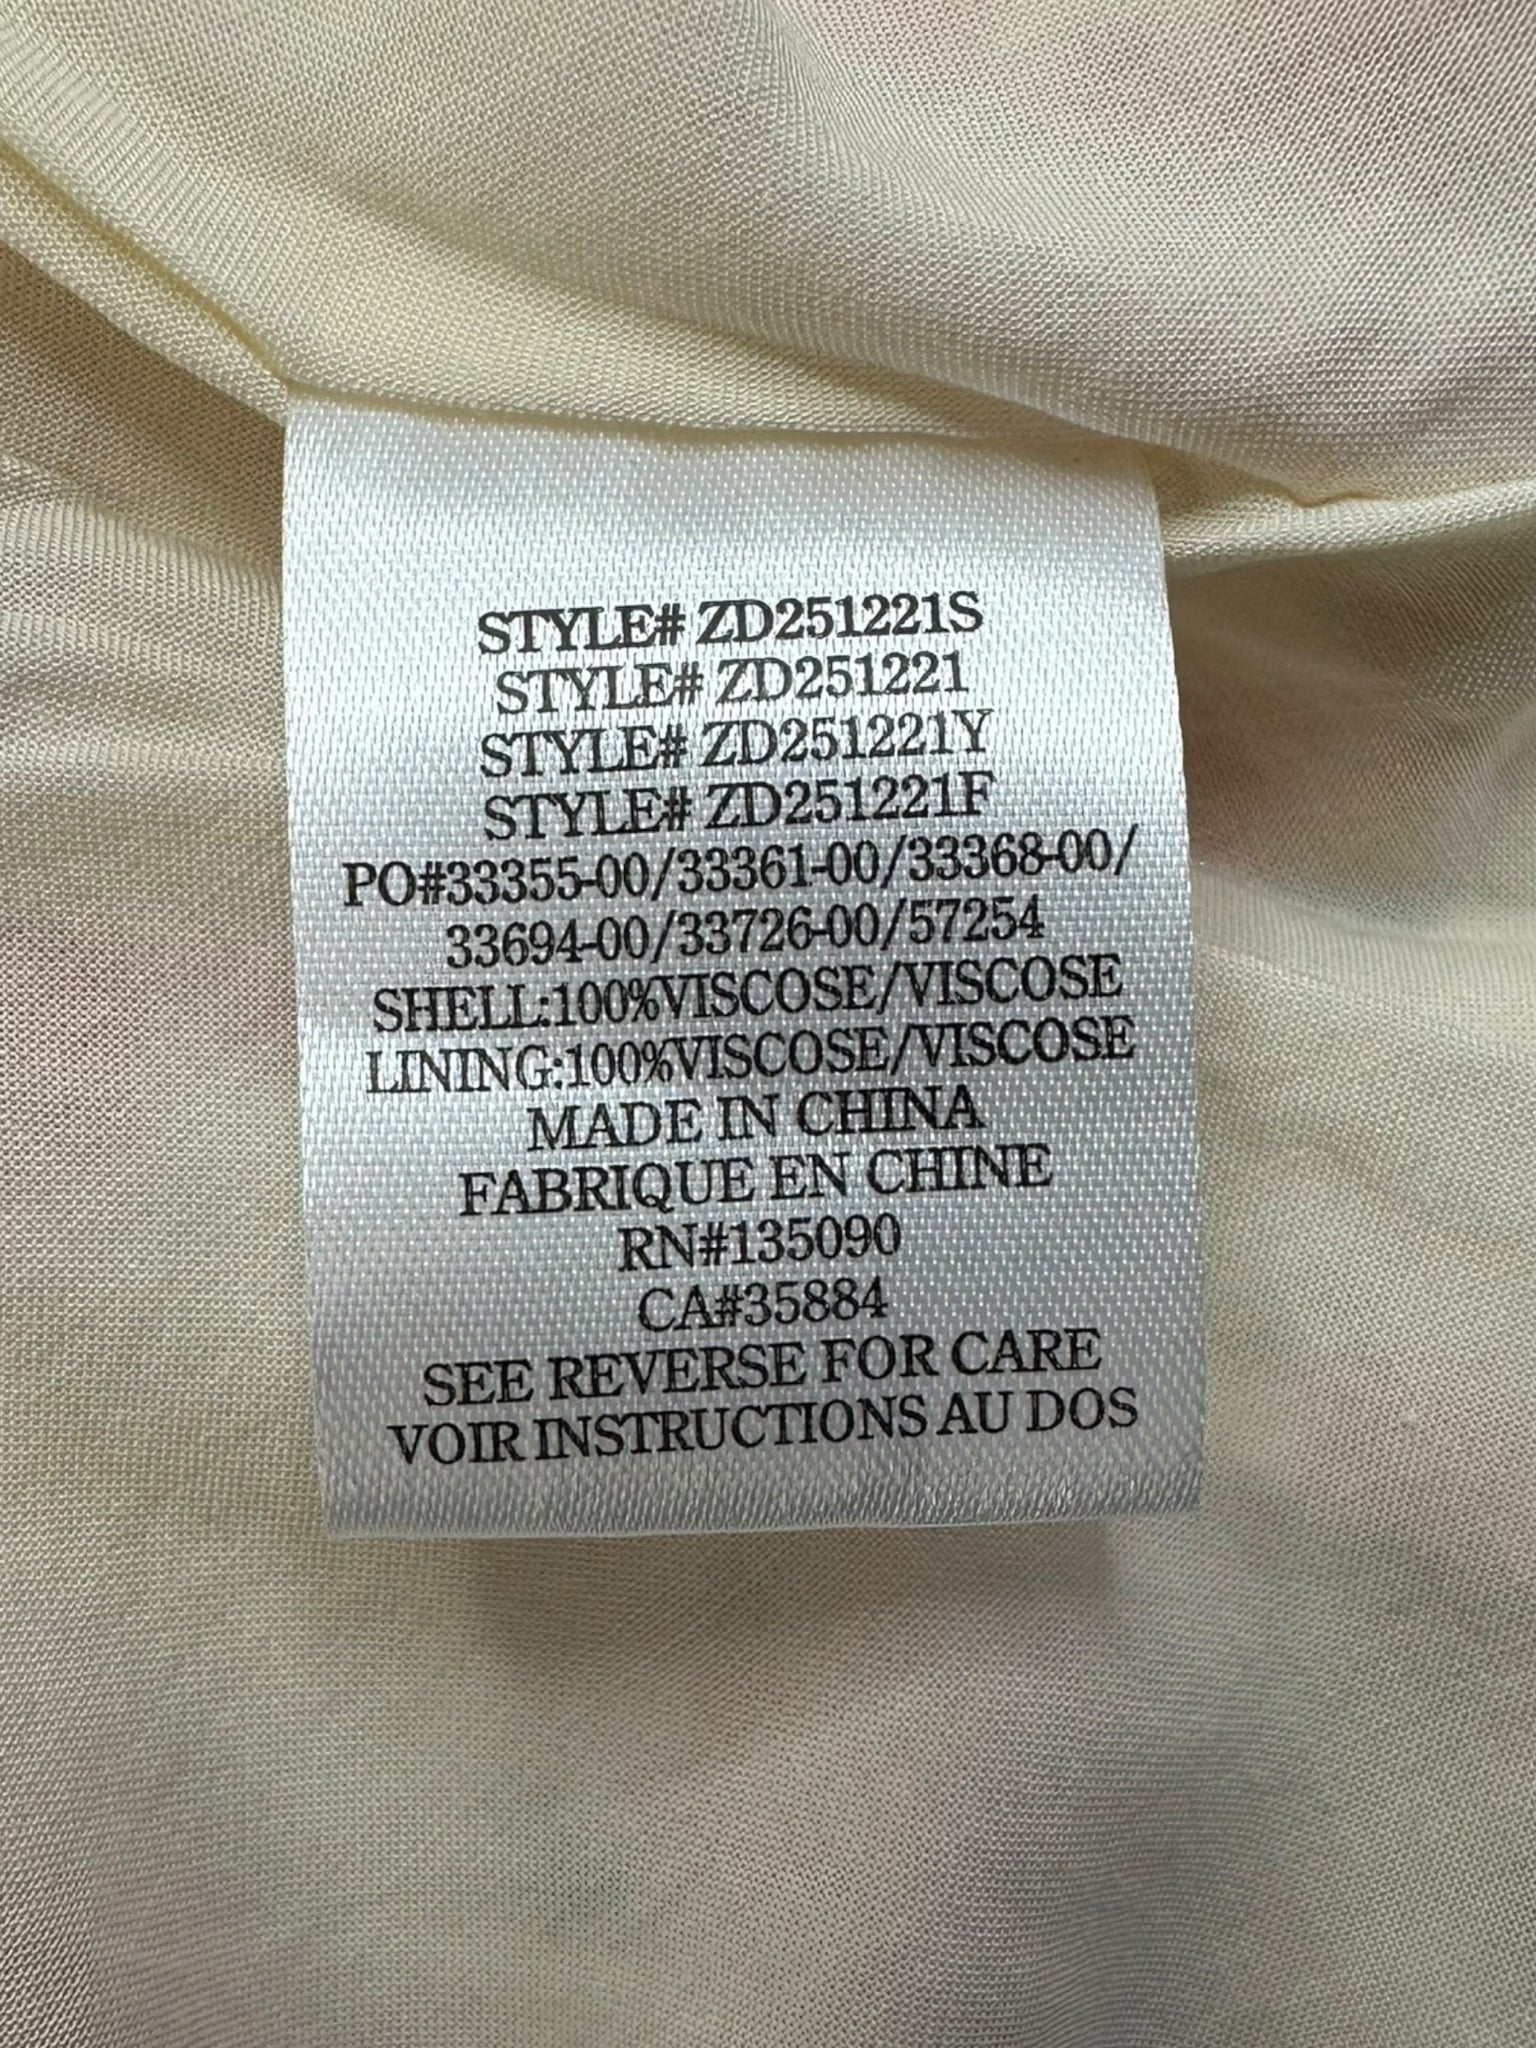 STYLE# ZD251221S
STYLE# ZD251221
STYLE# ZD251221Y
STYLE# ZD251221F
PO#33355-00/33361-00/33368-00/
33694-00/33726-00/57254
SHELL:100%VISCOSE/VISCOSE
LINING:100%VISCOSE/VISCOSE
MADE IN CHINA
FABRIQUE EN CHINE
RN#135090
CA#35884
SEE REVERSE FOR CARE
VOIR INSTRUCTIONS AU DOS